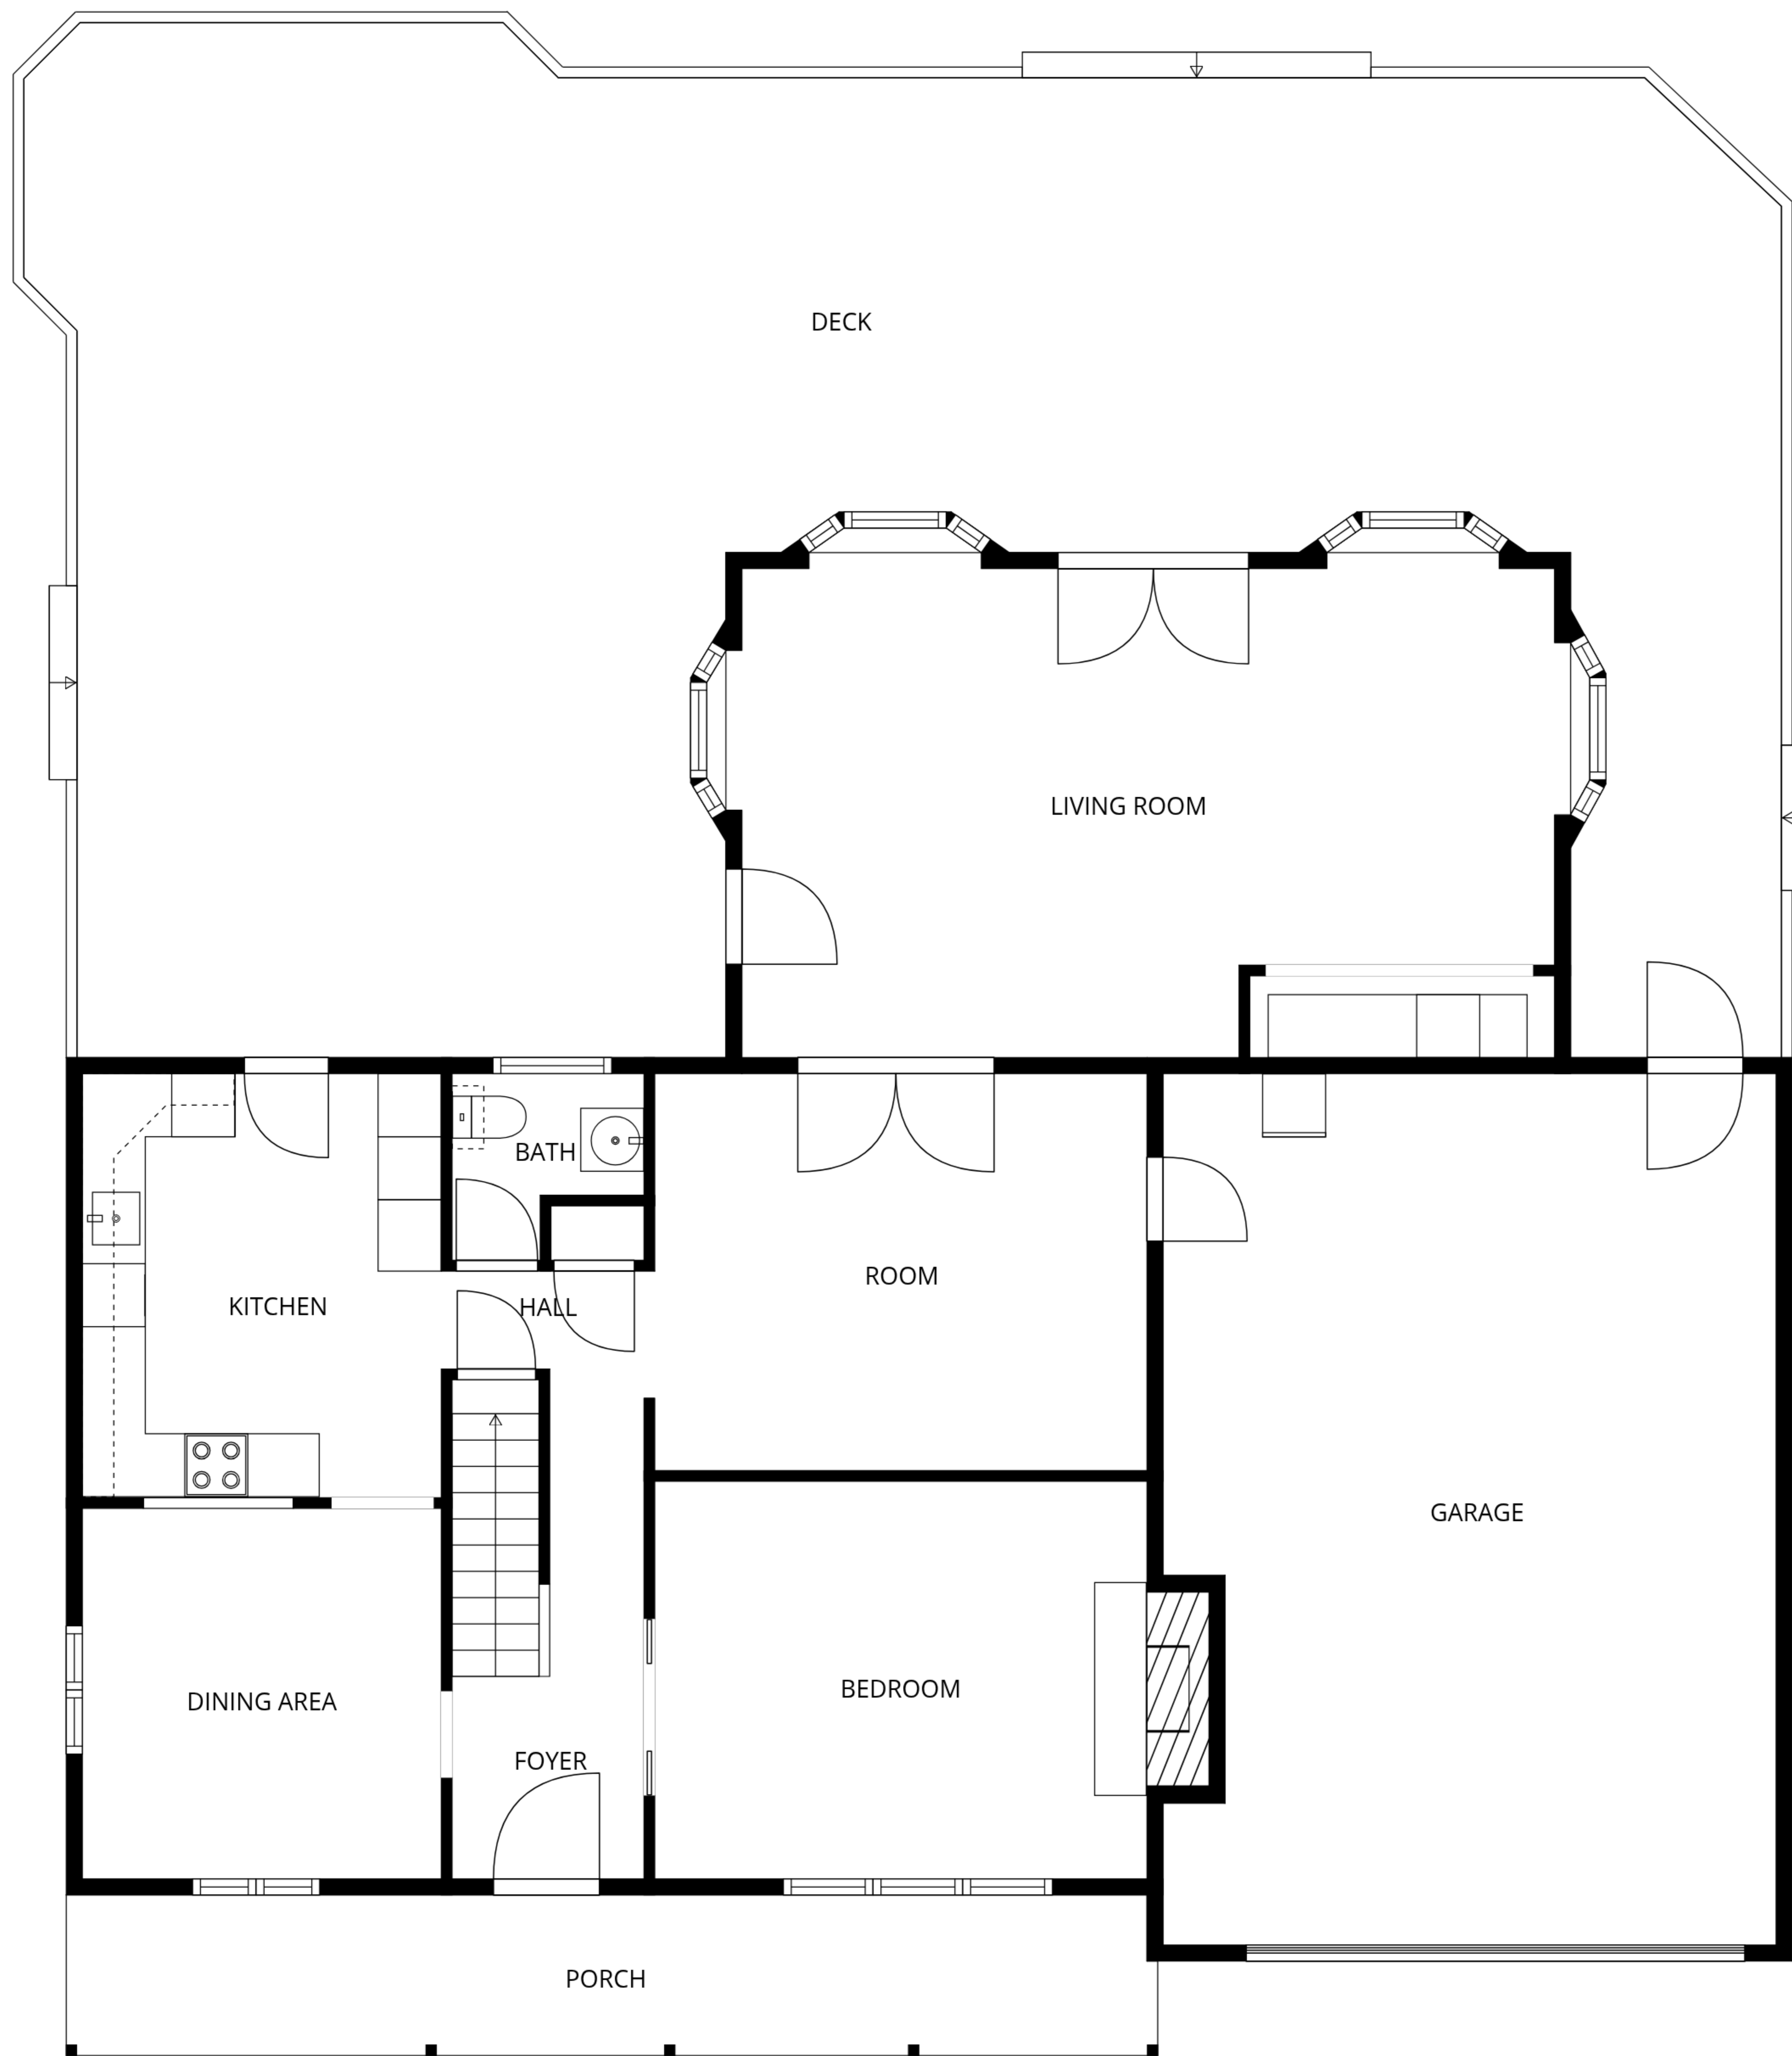 DECK
LIVING ROOM
BATH
ROOM
KITCHEN
HALL
GARAGE
BEDROOM
DINING AREA
FOYER
PORCH